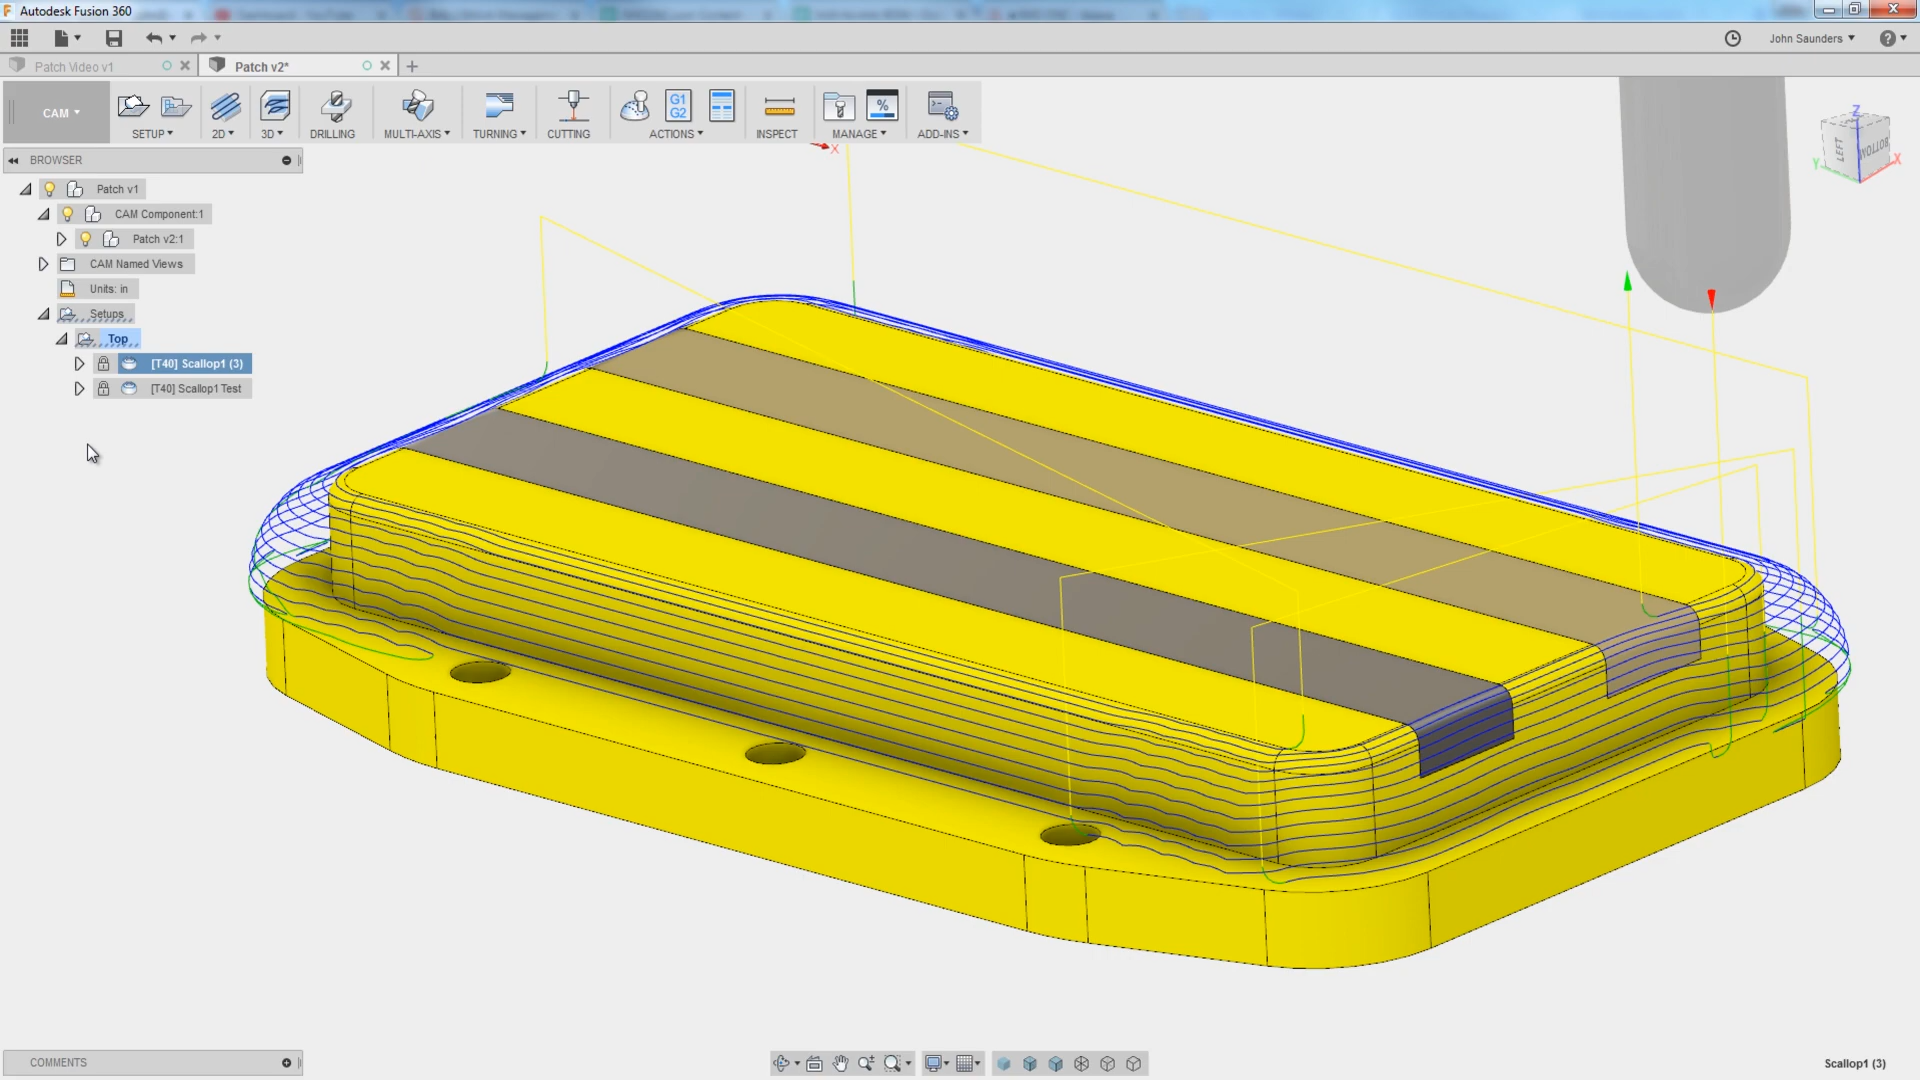 Autodesk Fusion 360
John Saunders
Patch Video v1
Patch v2*
CAM
G1
G2
%
SETUP
2D
3D
DRILLING
MULTI-AXIS
TURNING
CUTTING
ACTIONS
INSPECT
MANAGE
ADD-INS
BROWSER
Patch v1
CAM Component:1
Patch v2:1
CAM Named Views
Units: in
Setups
Top
[T40] Scallop1 (3)
[T40] Scallop1 Test
X
Z
LEFT
BOTTOM
Y
X
COMMENTS
Scallop1 (3)